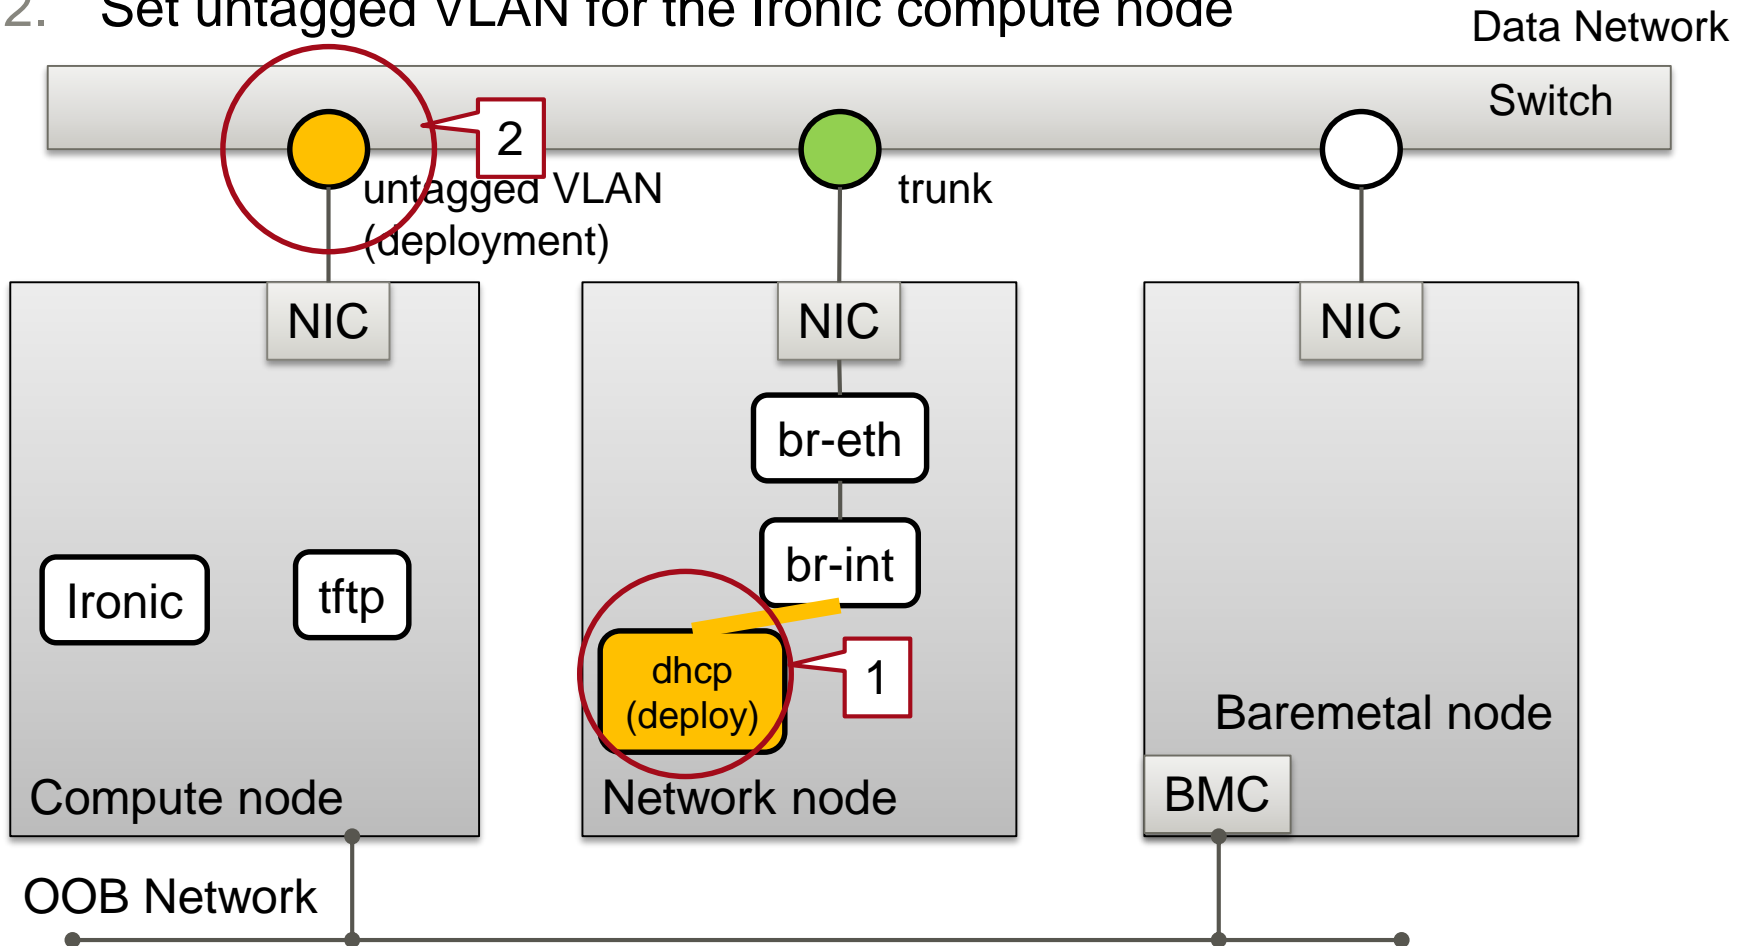 2. Set untagged VLAN for the Ironic compute node
Data Network
Switch
2
untagged VLAN
(deployment)
trunk
NIC
NIC
NIC
br-eth
br-int
Ironic
tftp
dhcp
(deploy)
1
Baremetal node
Compute node
Network node
BMC
OOB Network